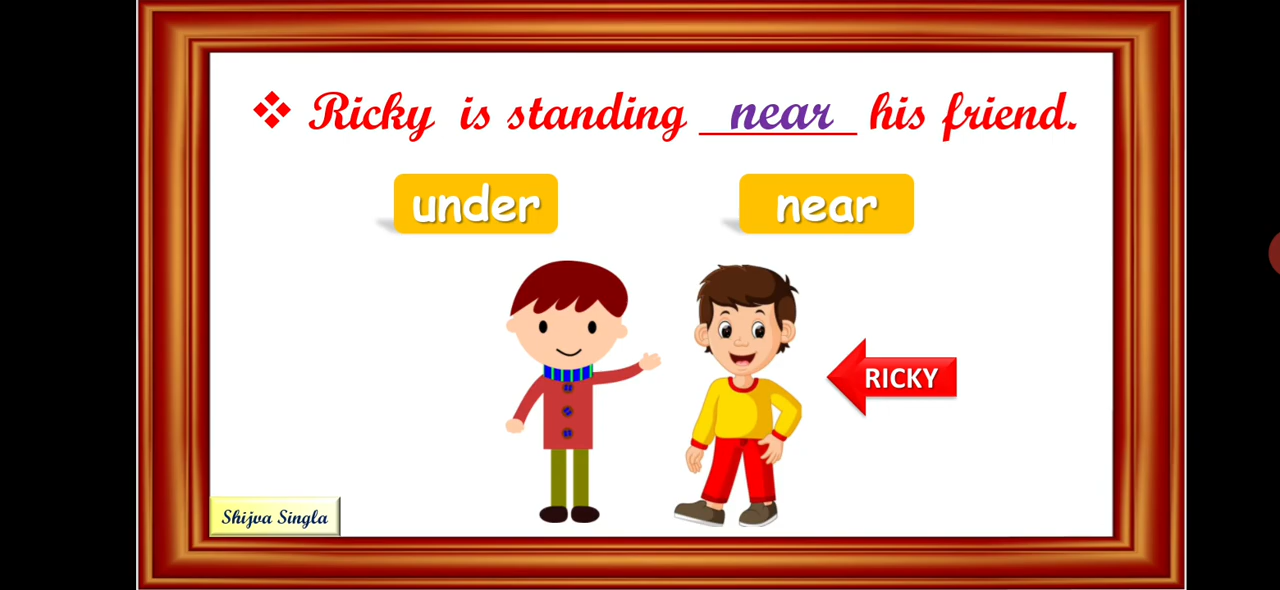 ❖ Ricky is standing near his friend.
under near
RICKY
Shijva Singla